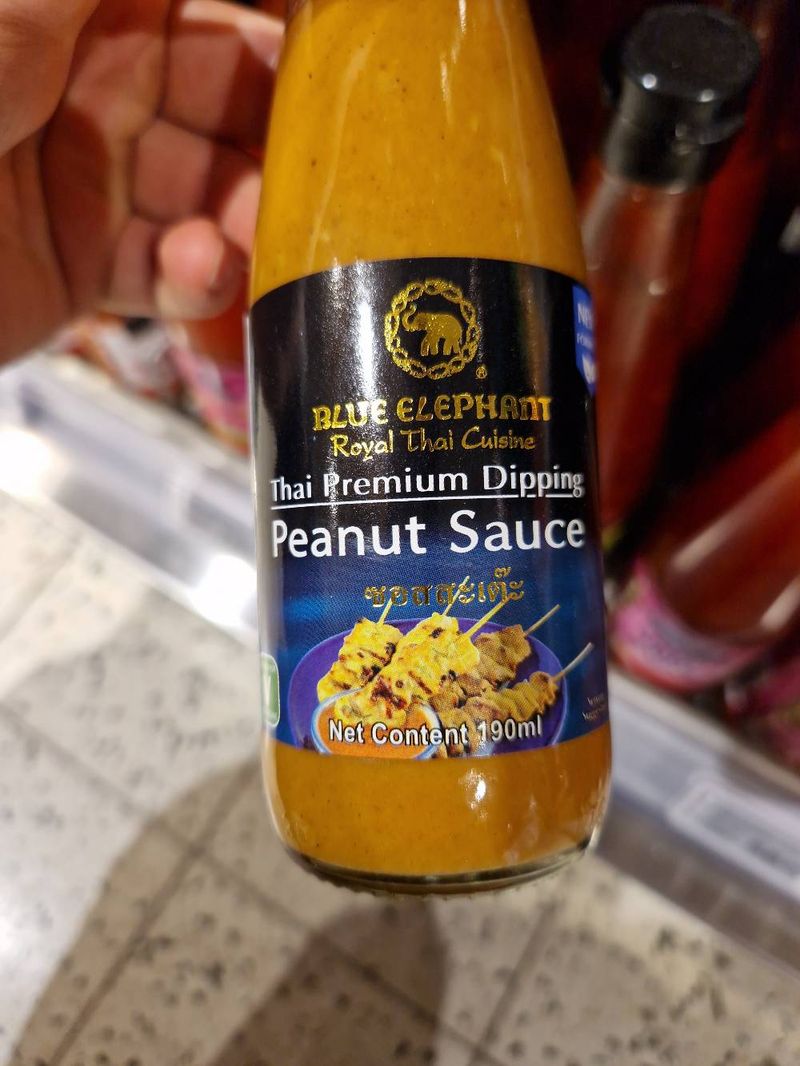 BLUE ELEPHANT
®
Royal Thai Cuisine
Thai Premium Dipping
Peanut Sauce
ซอสสะเต๊ะ
Net Content 190ml